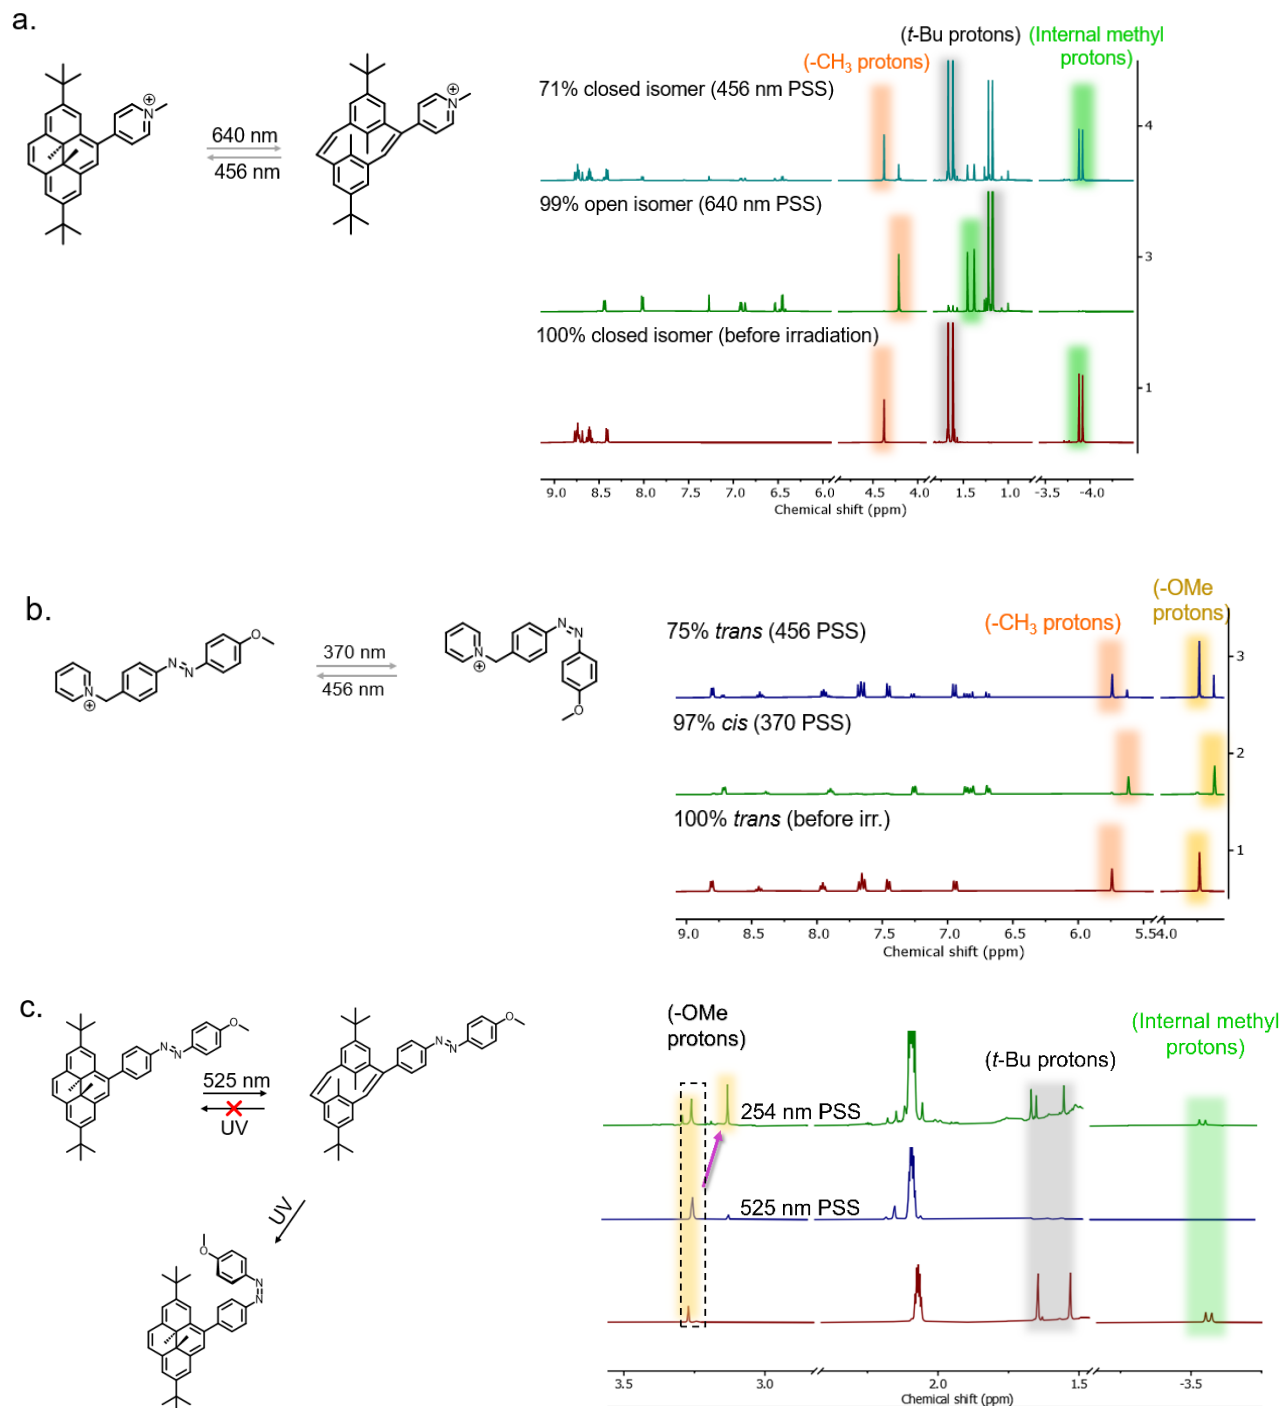 a.
(t-Bu protons)
(Internal methyl
protons)
(-CH3 protons)
71% closed isomer (456 nm PSS)
640 nm
456 nm
N
⊕
N
⊕
4
99% open isomer (640 nm PSS)
3
100% closed isomer (before irradiation)
1
9.0 8.5 8.0 7.5 7.0 6.5 6.0 4.5 4.0 1.5 1.0 -3.5 -4.0
Chemical shift (ppm)
b.
(-OMe
protons)
(-CH3 protons)
75% trans (456 PSS)
3
370 nm
456 nm
N
⊕
N
N
O
N
⊕
N
N
O
97% cis (370 PSS)
2
100% trans (before irr.)
1
9.0 8.5 8.0 7.5 7.0 6.5 6.0 5.5 4.0
Chemical shift (ppm)
c.
(-OMe
protons)
(Internal methyl
protons)
(t-Bu protons)
N
N
O
525 nm
UV
N
N
O
254 nm PSS
525 nm PSS
UV
O
N
N
3.5 3.0 2.0 1.5 -3.5
Chemical shift (ppm)